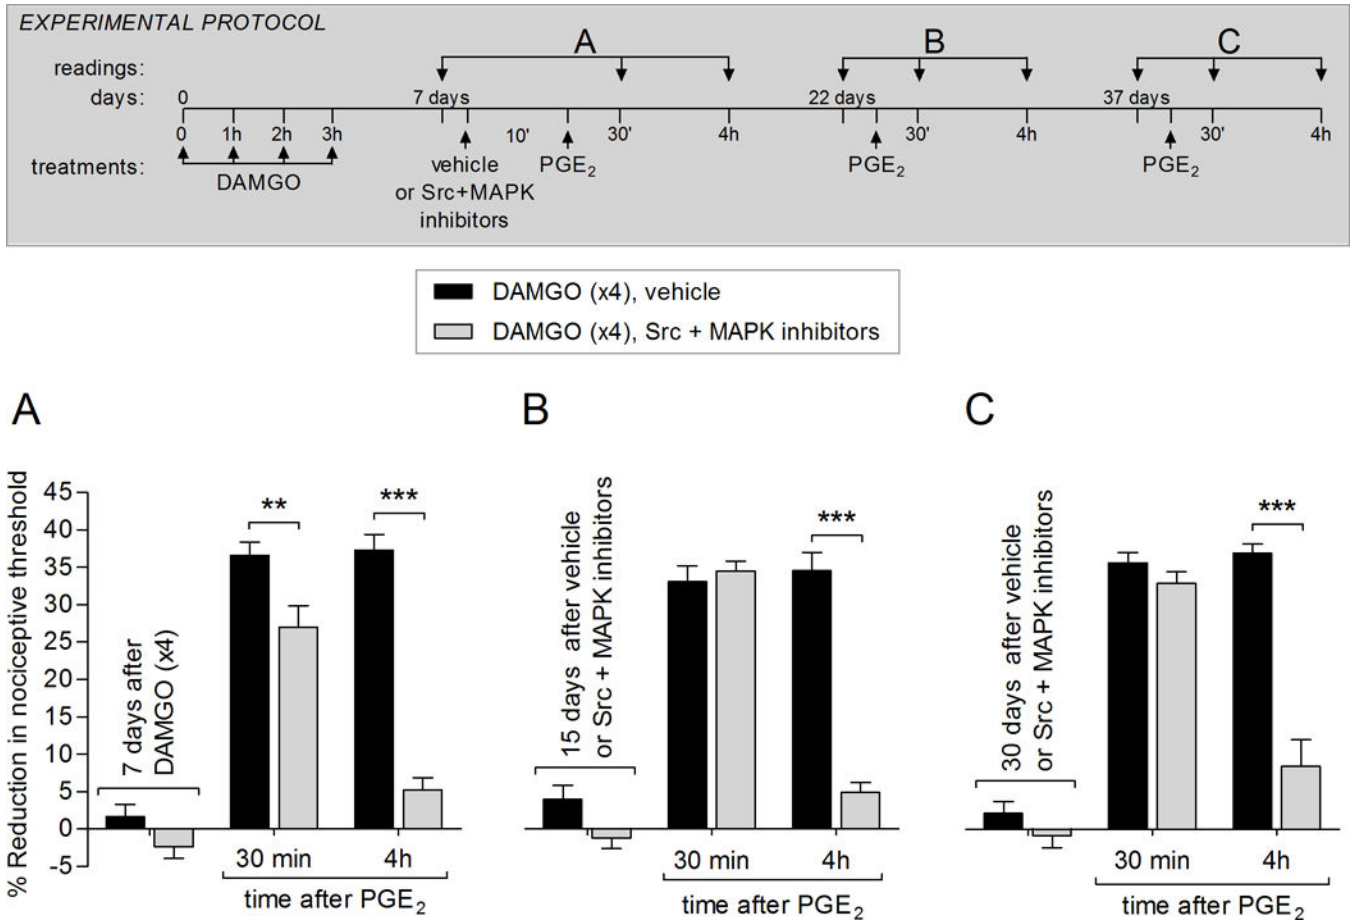 EXPERIMENTAL PROTOCOL
A B C
readings:
days: 0 7 days 22 days 37 days
0 1h 2h 3h 10' 30' 4h 30' 4h 30' 4h
treatments: DAMGO vehicle PGE2 PGE2 PGE2
or Src+MAPK
inhibitors
DAMGO (x4), vehicle
DAMGO (x4), Src + MAPK inhibitors
A
% Reduction in nociceptive threshold
45
40
35
30
25
20
15
10
5
0
-5
7 days after
DAMGO (x4)
**
***
30 min 4h
time after PGE2
B
15 days after vehicle
or Src + MAPK inhibitors
***
30 min 4h
time after PGE2
C
30 days after vehicle
or Src + MAPK inhibitors
***
30 min 4h
time after PGE2